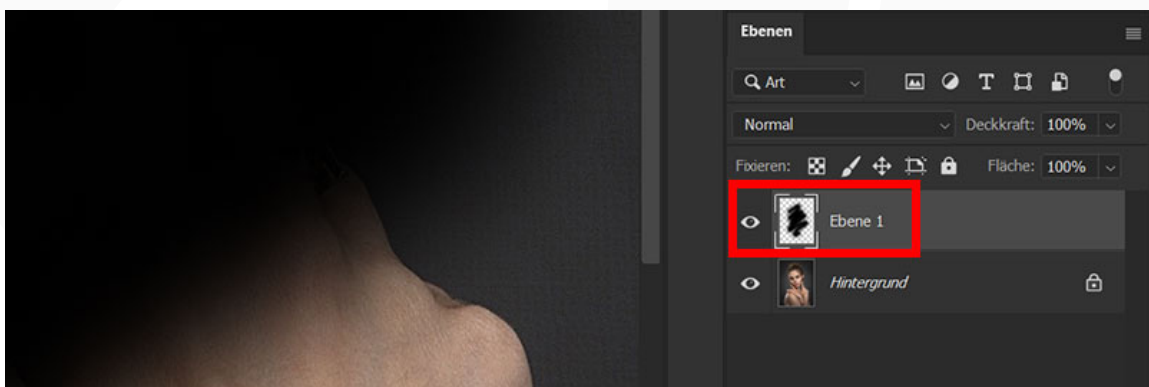 Ebenen
Art
Normal Deckkraft: 100%
Fixieren: Fläche: 100%
Ebene 1
Hintergrund